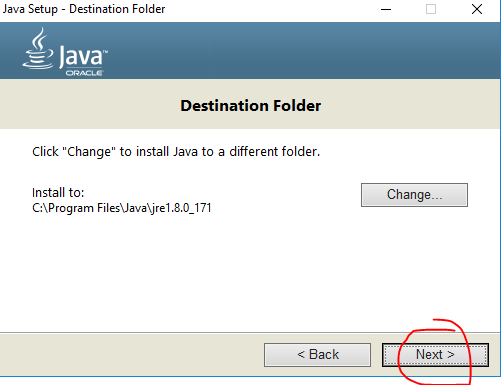 Java Setup - Destination Folder
Java™
ORACLE
Destination Folder
Click "Change" to install Java to a different folder.
Install to:
C:\Program Files\Java\jre1.8.0_171
Change...
< Back
Next >